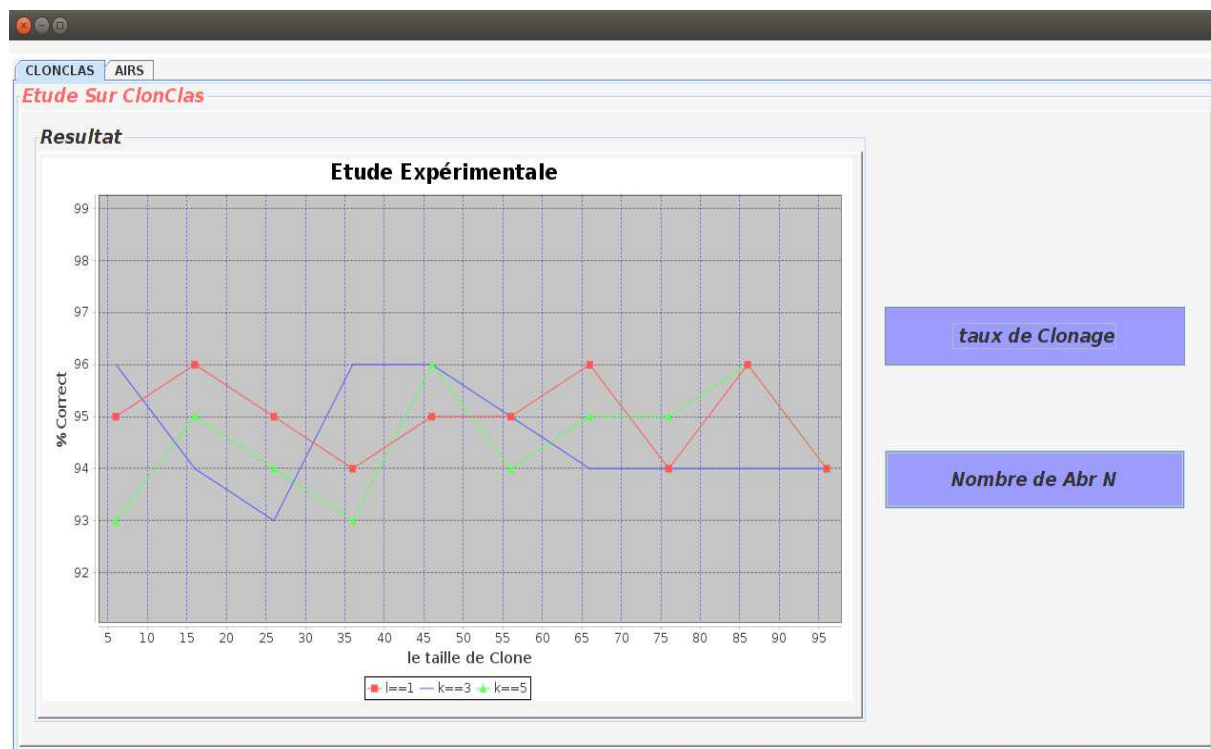 CLONCLAS AIRS
Etude Sur ClonClas
Resultat
Etude Expérimentale
99
98
97
96
95
94
93
92
% Correct
5 10 15 20 25 30 35 40 45 50 55 60 65 70 75 80 85 90 95
le taille de Clone
l==1 k==3 k==5
taux de Clonage
Nombre de Abr N